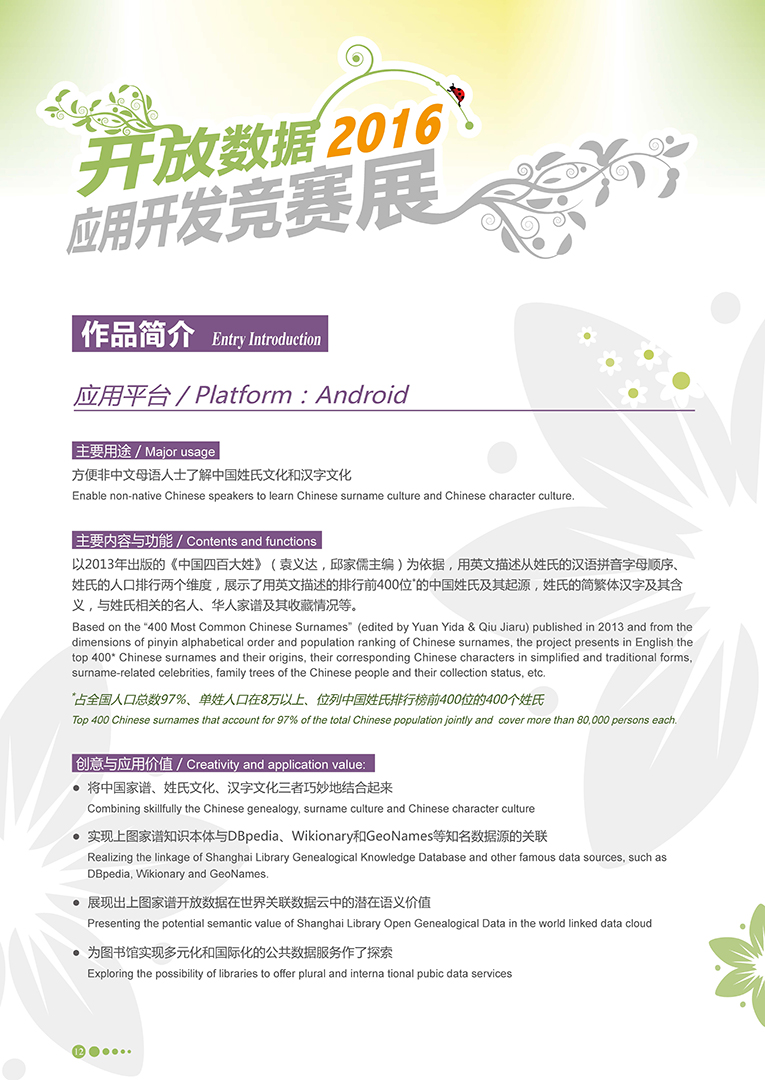 开放数据 2016
应用开发竞赛展
作品简介 Entry Introduction
应用平台 / Platform：Android
主要用途 / Major usage
方便非中文母语人士了解中国姓氏文化和汉字文化
Enable non-native Chinese speakers to learn Chinese surname culture and Chinese character culture.
主要内容与功能 / Contents and functions
以2013年出版的《中国四百大姓》（袁义达，邱家儒主编）为依据，用英文描述从姓氏的汉语拼音字母顺序、
姓氏的人口排行两个维度，展示了用英文描述的排行前400位*的中国姓氏及其起源，姓氏的简繁体汉字及其含
义，与姓氏相关的名人、华人家谱及其收藏情况等。
Based on the “400 Most Common Chinese Surnames” (edited by Yuan Yida & Qiu Jiaru) published in 2013 and from the
dimensions of pinyin alphabetical order and population ranking of Chinese surnames, the project presents in English the
top 400* Chinese surnames and their origins, their corresponding Chinese characters in simplified and traditional forms,
surname-related celebrities, family trees of the Chinese people and their collection status, etc.
*占全国人口总数97%、单姓人口在8万以上、位列中国姓氏排行榜前400位的400个姓氏
Top 400 Chinese surnames that account for 97% of the total Chinese population jointly and cover more than 80,000 persons each.
创意与应用价值 / Creativity and application value:
● 将中国家谱、姓氏文化、汉字文化三者巧妙地结合起来
Combining skillfully the Chinese genealogy, surname culture and Chinese character culture
● 实现上图家谱知识本体与DBpedia、Wikionary和GeoNames等知名数据源的关联
Realizing the linkage of Shanghai Library Genealogical Knowledge Database and other famous data sources, such as
DBpedia, Wikionary and GeoNames.
● 展现出上图家谱开放数据在世界关联数据云中的潜在语义价值
Presenting the potential semantic value of Shanghai Library Open Genealogical Data in the world linked data cloud
● 为图书馆实现多元化和国际化的公共数据服务作了探索
Exploring the possibility of libraries to offer plural and interna tional pubic data services
12